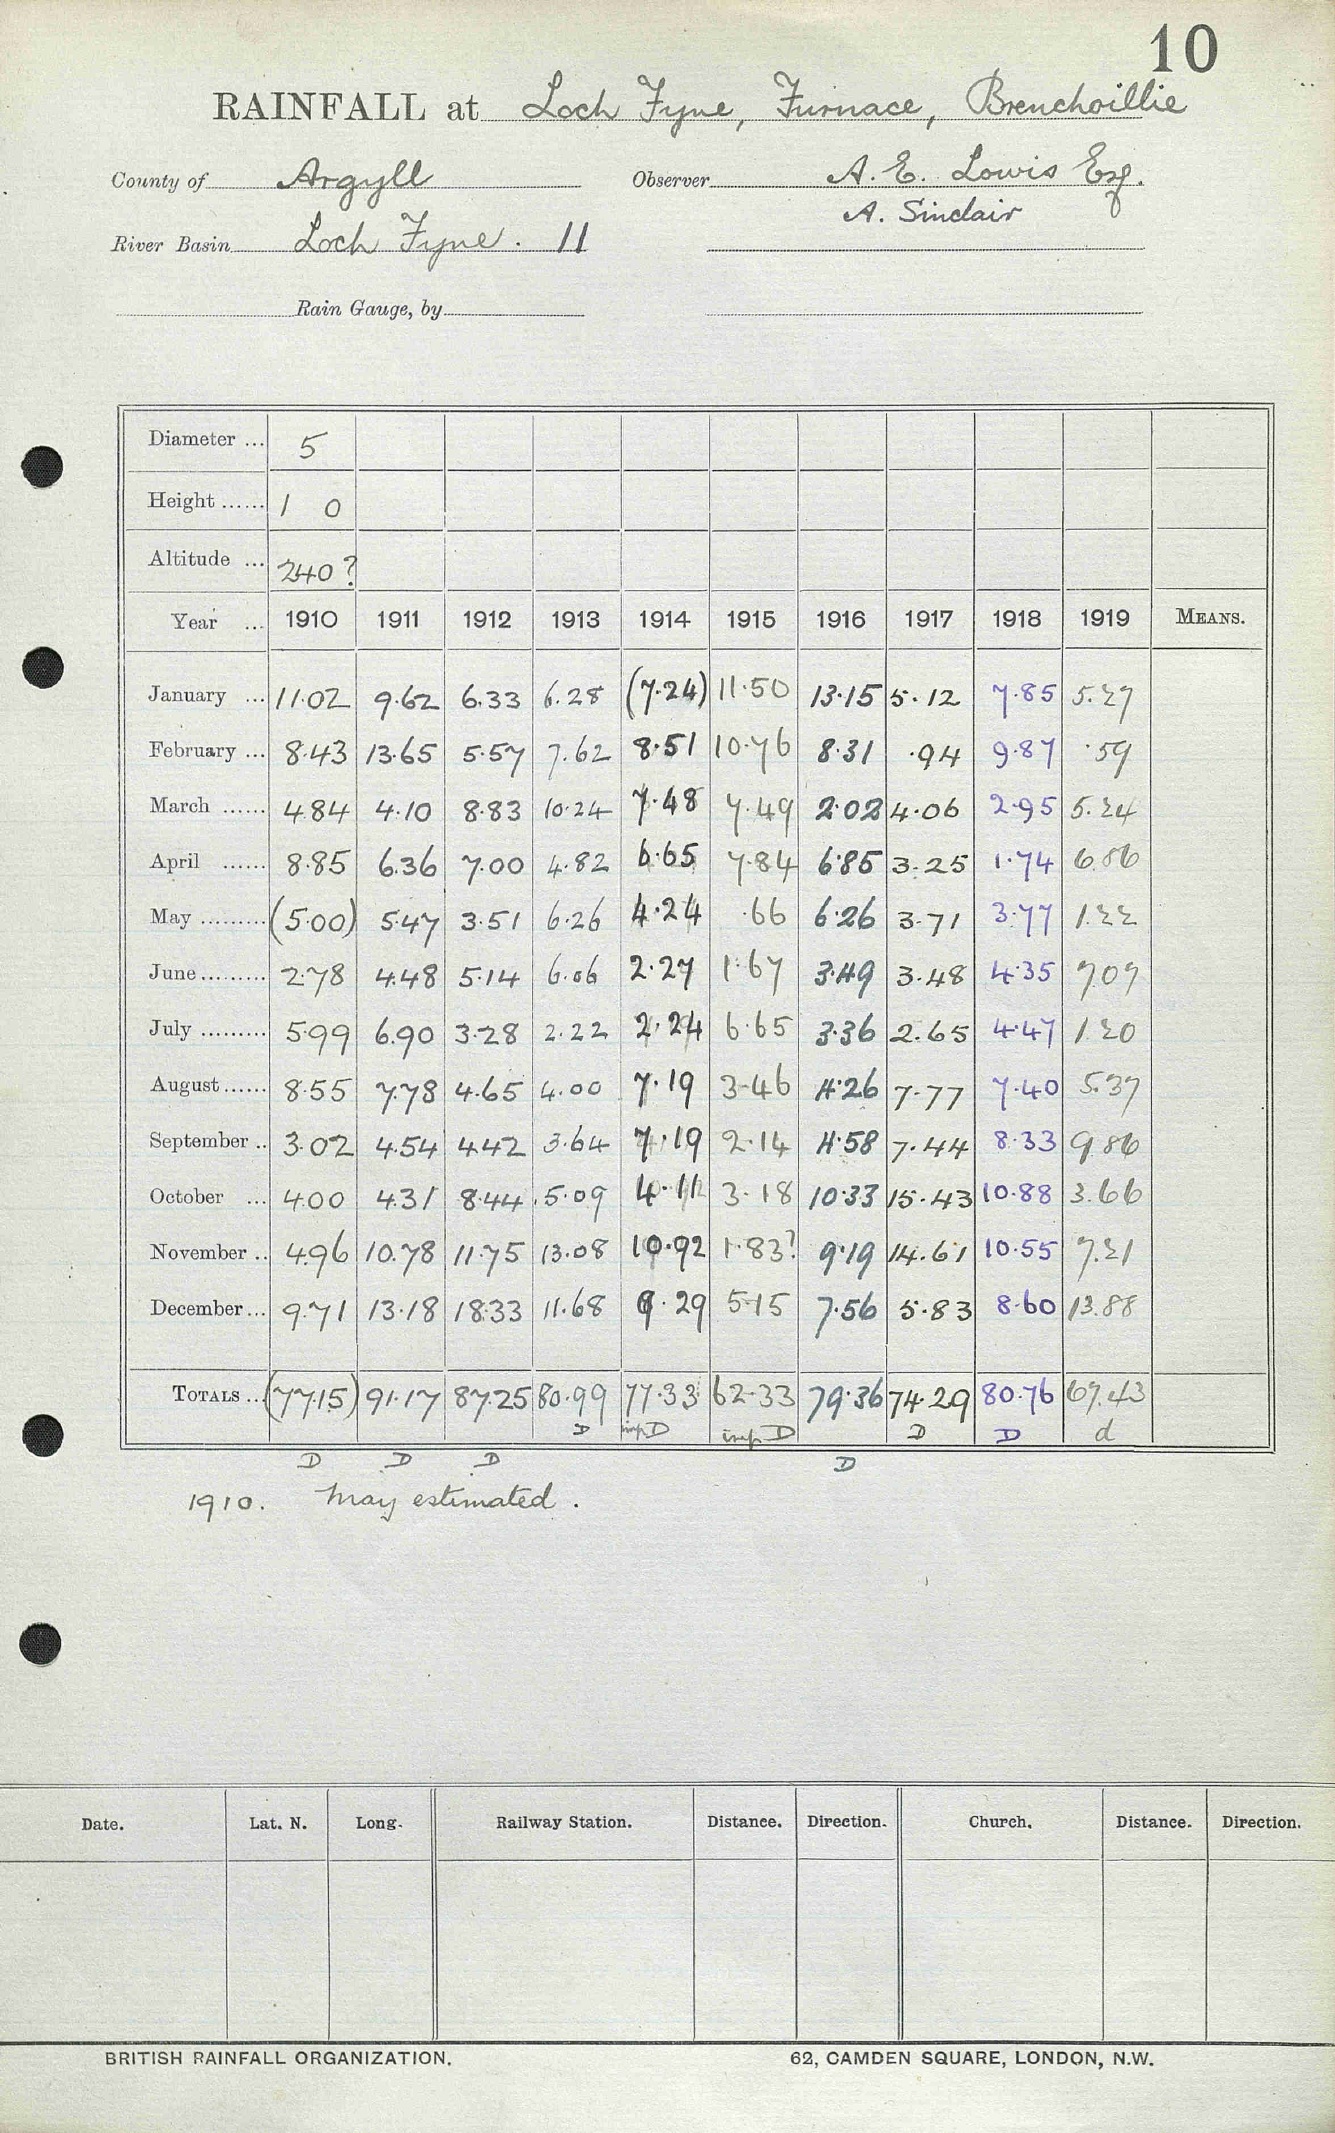 10
RAINFALL at Loch Fyne, Furnace, Brenchoillie
County of Argyll Observer A. E. Lowis Esq.
A. Sinclair
River Basin Loch Fyne. 11
Rain Gauge, by
Diameter ... 5
Height ...... 1 0
Altitude ... 240?
Year ... 1910 1911 1912 1913 1914 1915 1916 1917 1918 1919 MEANS.
January ... 11.02 9.62 6.33 6.28 (7.24) 11.50 13.15 5.12 7.85 5.27
February ... 8.43 13.65 5.57 7.62 8.51 10.76 8.31 .94 9.87 .59
March ...... 4.84 4.10 8.83 10.24 7.48 7.49 2.02 4.06 2.95 5.24
April ...... 8.85 6.36 7.00 4.82 6.65 7.84 6.85 3.25 1.74 6.86
May ......... (5.00) 5.47 3.51 6.26 4.24 .66 6.26 3.71 3.77 1.22
June ......... 2.78 4.48 5.14 6.06 2.27 1.67 3.49 3.48 4.35 7.07
July ......... 5.99 6.90 3.28 2.22 2.24 6.65 3.36 2.65 4.47 1.20
August ...... 8.55 7.78 4.65 4.00 7.19 3.46 4.26 7.77 7.40 5.37
September .. 3.02 4.54 4.42 3.64 7.19 2.14 4.58 7.44 8.33 9.86
October ... 4.00 4.31 8.44 5.09 4.11 3.18 10.33 15.43 10.88 3.66
November .. 4.96 10.78 11.75 13.08 10.92 1.83? 9.19 14.61 10.55 7.21
December ... 9.71 13.18 18.33 11.68 9.29 5.15 7.56 5.83 8.60 13.88
TOTALS ... (77.15) 91.17 87.25 80.99 77.33 62.33 79.36 74.29 80.76 67.43
D imp D imp D D D d
D D D D
1910. May estimated.
Date. Lat. N. Long. Railway Station. Distance. Direction. Church. Distance. Direction.
BRITISH RAINFALL ORGANIZATION. 62, CAMDEN SQUARE, LONDON, N.W.